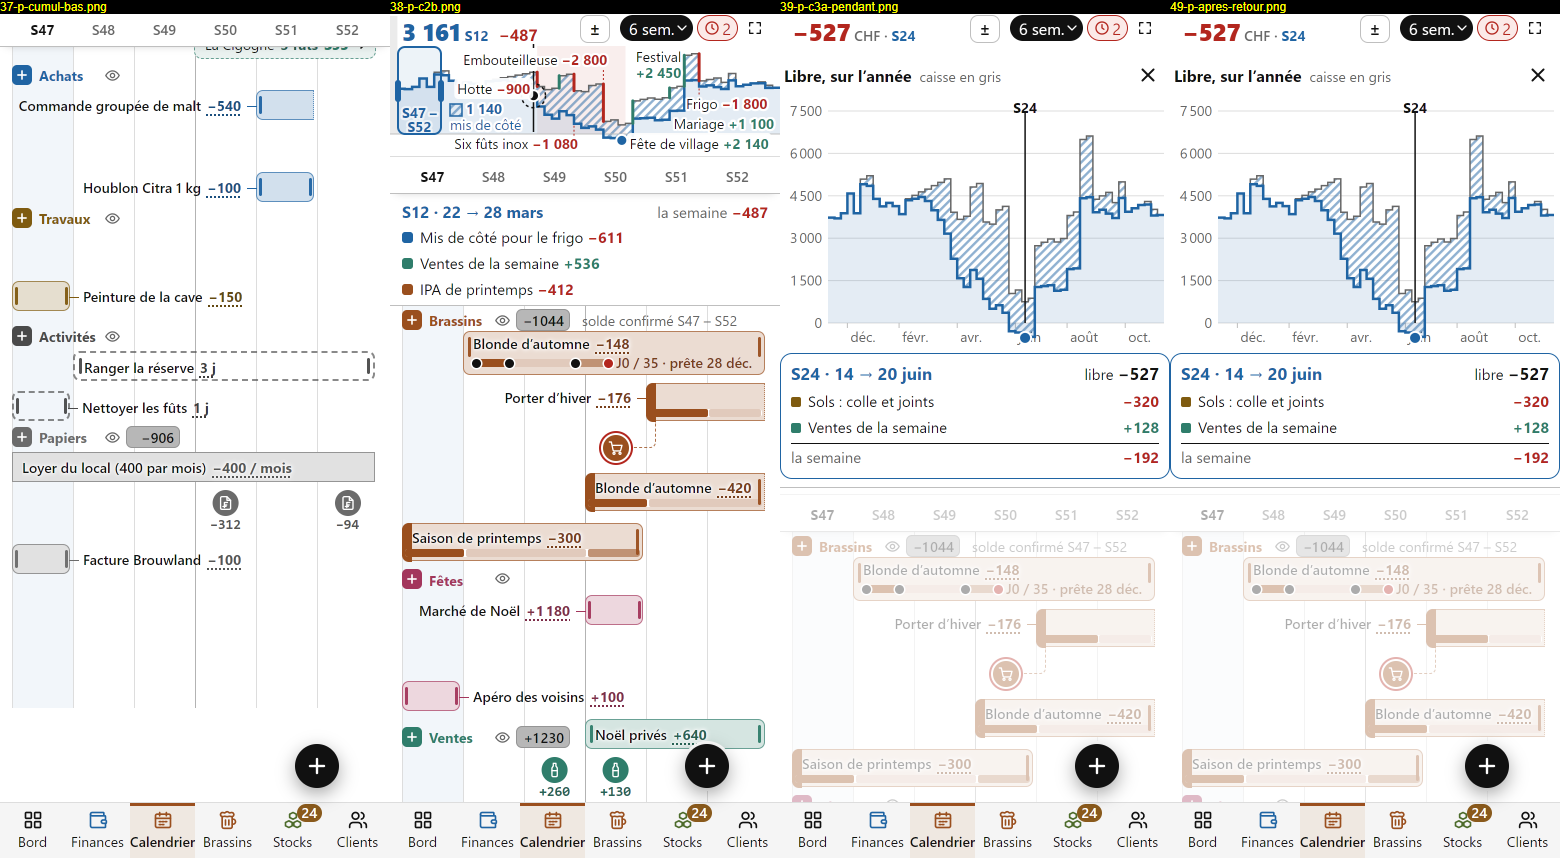 37-p-cumul-bas.png
S47 S48 S49 S50 S51 S52
Achats
Commande groupée de malt −540
Houblon Citra 1 kg −100
Travaux
Peinture de la cave −150
Activités
Ranger la réserve 3 j
Nettoyer les fûts 1 j
Papiers −906
Loyer du local (400 par mois) −400 / mois
−312
−94
Facture Brouwland −100
Bord Finances Calendrier Brassins 24 Stocks Clients
38-p-c2b.png
3 161 S12 −487 ± 6 sem. 2
Embouteilleuse −2 800
Festival
+2 450
Hotte −900
1 140
mis de côté
S47 –
S52
Frigo −1 800
Mariage +1 100
Six fûts inox −1 080
Fête de village +2 140
S47 S48 S49 S50 S51 S52
S12 · 22 → 28 mars la semaine −487
Mis de côté pour le frigo −611
Ventes de la semaine +536
IPA de printemps −412
Brassins −1044 solde confirmé S47 – S52
Blonde d’automne −148
J0 / 35 · prête 28 déc.
Porter d’hiver −176
Blonde d’automne −420
Saison de printemps −300
Fêtes
Marché de Noël +1180
Apéro des voisins +100
Ventes +1230
Noël privés +640
+260
+130
Bord Finances Calendrier Brassins 24 Stocks Clients
39-p-c3a-pendant.png
−527 CHF · S24 ± 6 sem. 2
Libre, sur l’année caisse en gris
S24
7 500
6 000
4 500
3 000
1 500
0
déc. févr. avr. août oct.
S24 · 14 → 20 juin libre −527
Sols : colle et joints −320
Ventes de la semaine +128
la semaine −192
S47 S48 S49 S50 S51 S52
Brassins −1044 solde confirmé S47 – S52
Blonde d’automne −148
J0 / 35 · prête 28 déc.
Porter d’hiver −176
Blonde d’automne −420
Saison de printemps −300
Bord Finances Calendrier Brassins 24 Stocks Clients
49-p-apres-retour.png
−527 CHF · S24 ± 6 sem. 2
Libre, sur l’année caisse en gris
S24
7 500
6 000
4 500
3 000
1 500
0
déc. févr. avr. août oct.
S24 · 14 → 20 juin libre −527
Sols : colle et joints −320
Ventes de la semaine +128
la semaine −192
S47 S48 S49 S50 S51 S52
Brassins −1044 solde confirmé S47 – S52
Blonde d’automne −148
J0 / 35 · prête 28 déc.
Porter d’hiver −176
Blonde d’automne −420
Saison de printemps −300
Bord Finances Calendrier Brassins 24 Stocks Clients